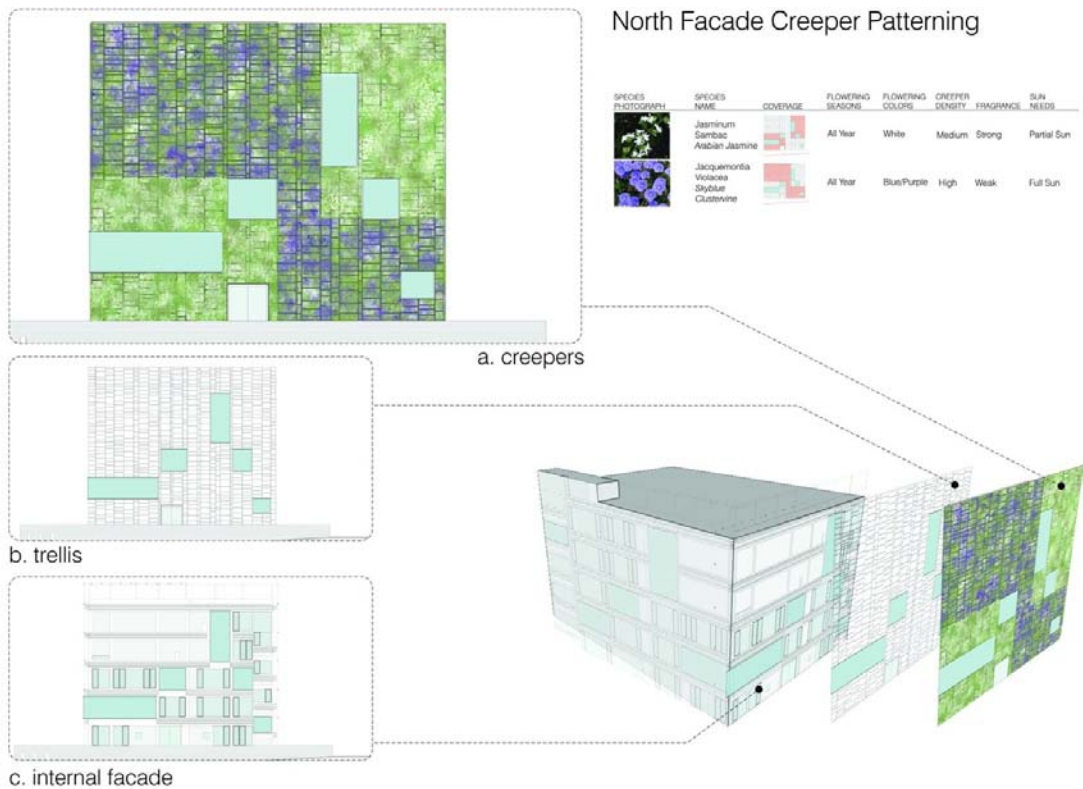 North Facade Creeper Patterning
SPECIES PHOTOGRAPH SPECIES NAME COVERAGE FLOWERING SEASONS FLOWERING COLORS CREEPER DENSITY FRAGRANCE SUN NEEDS
Jasminum
Sambac
Arabian Jasmine
All Year White Medium Strong Partial Sun
Jacquemontia
Violacea
Skyblue
Clustervine
All Year Blue/Purple High Weak Full Sun
a. creepers
b. trellis
c. internal facade